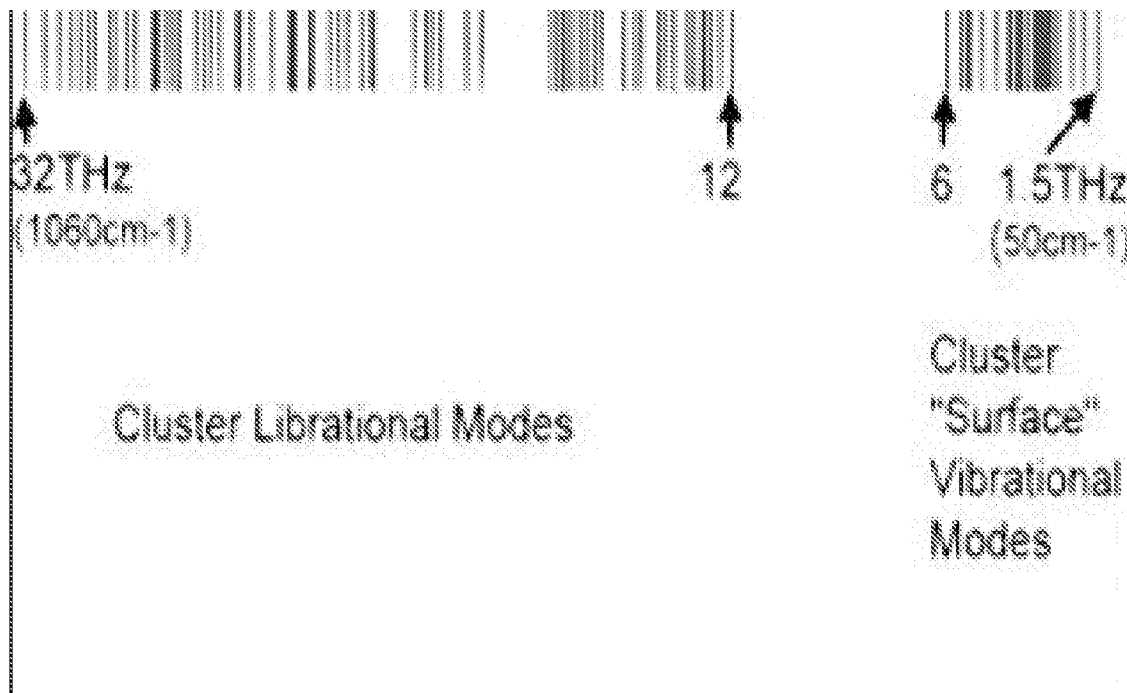 32THz
(1060cm-1)
12
6
1.5THz
(50cm-1)
Cluster Librational Modes
Cluster
"Surface"
Vibrational
Modes